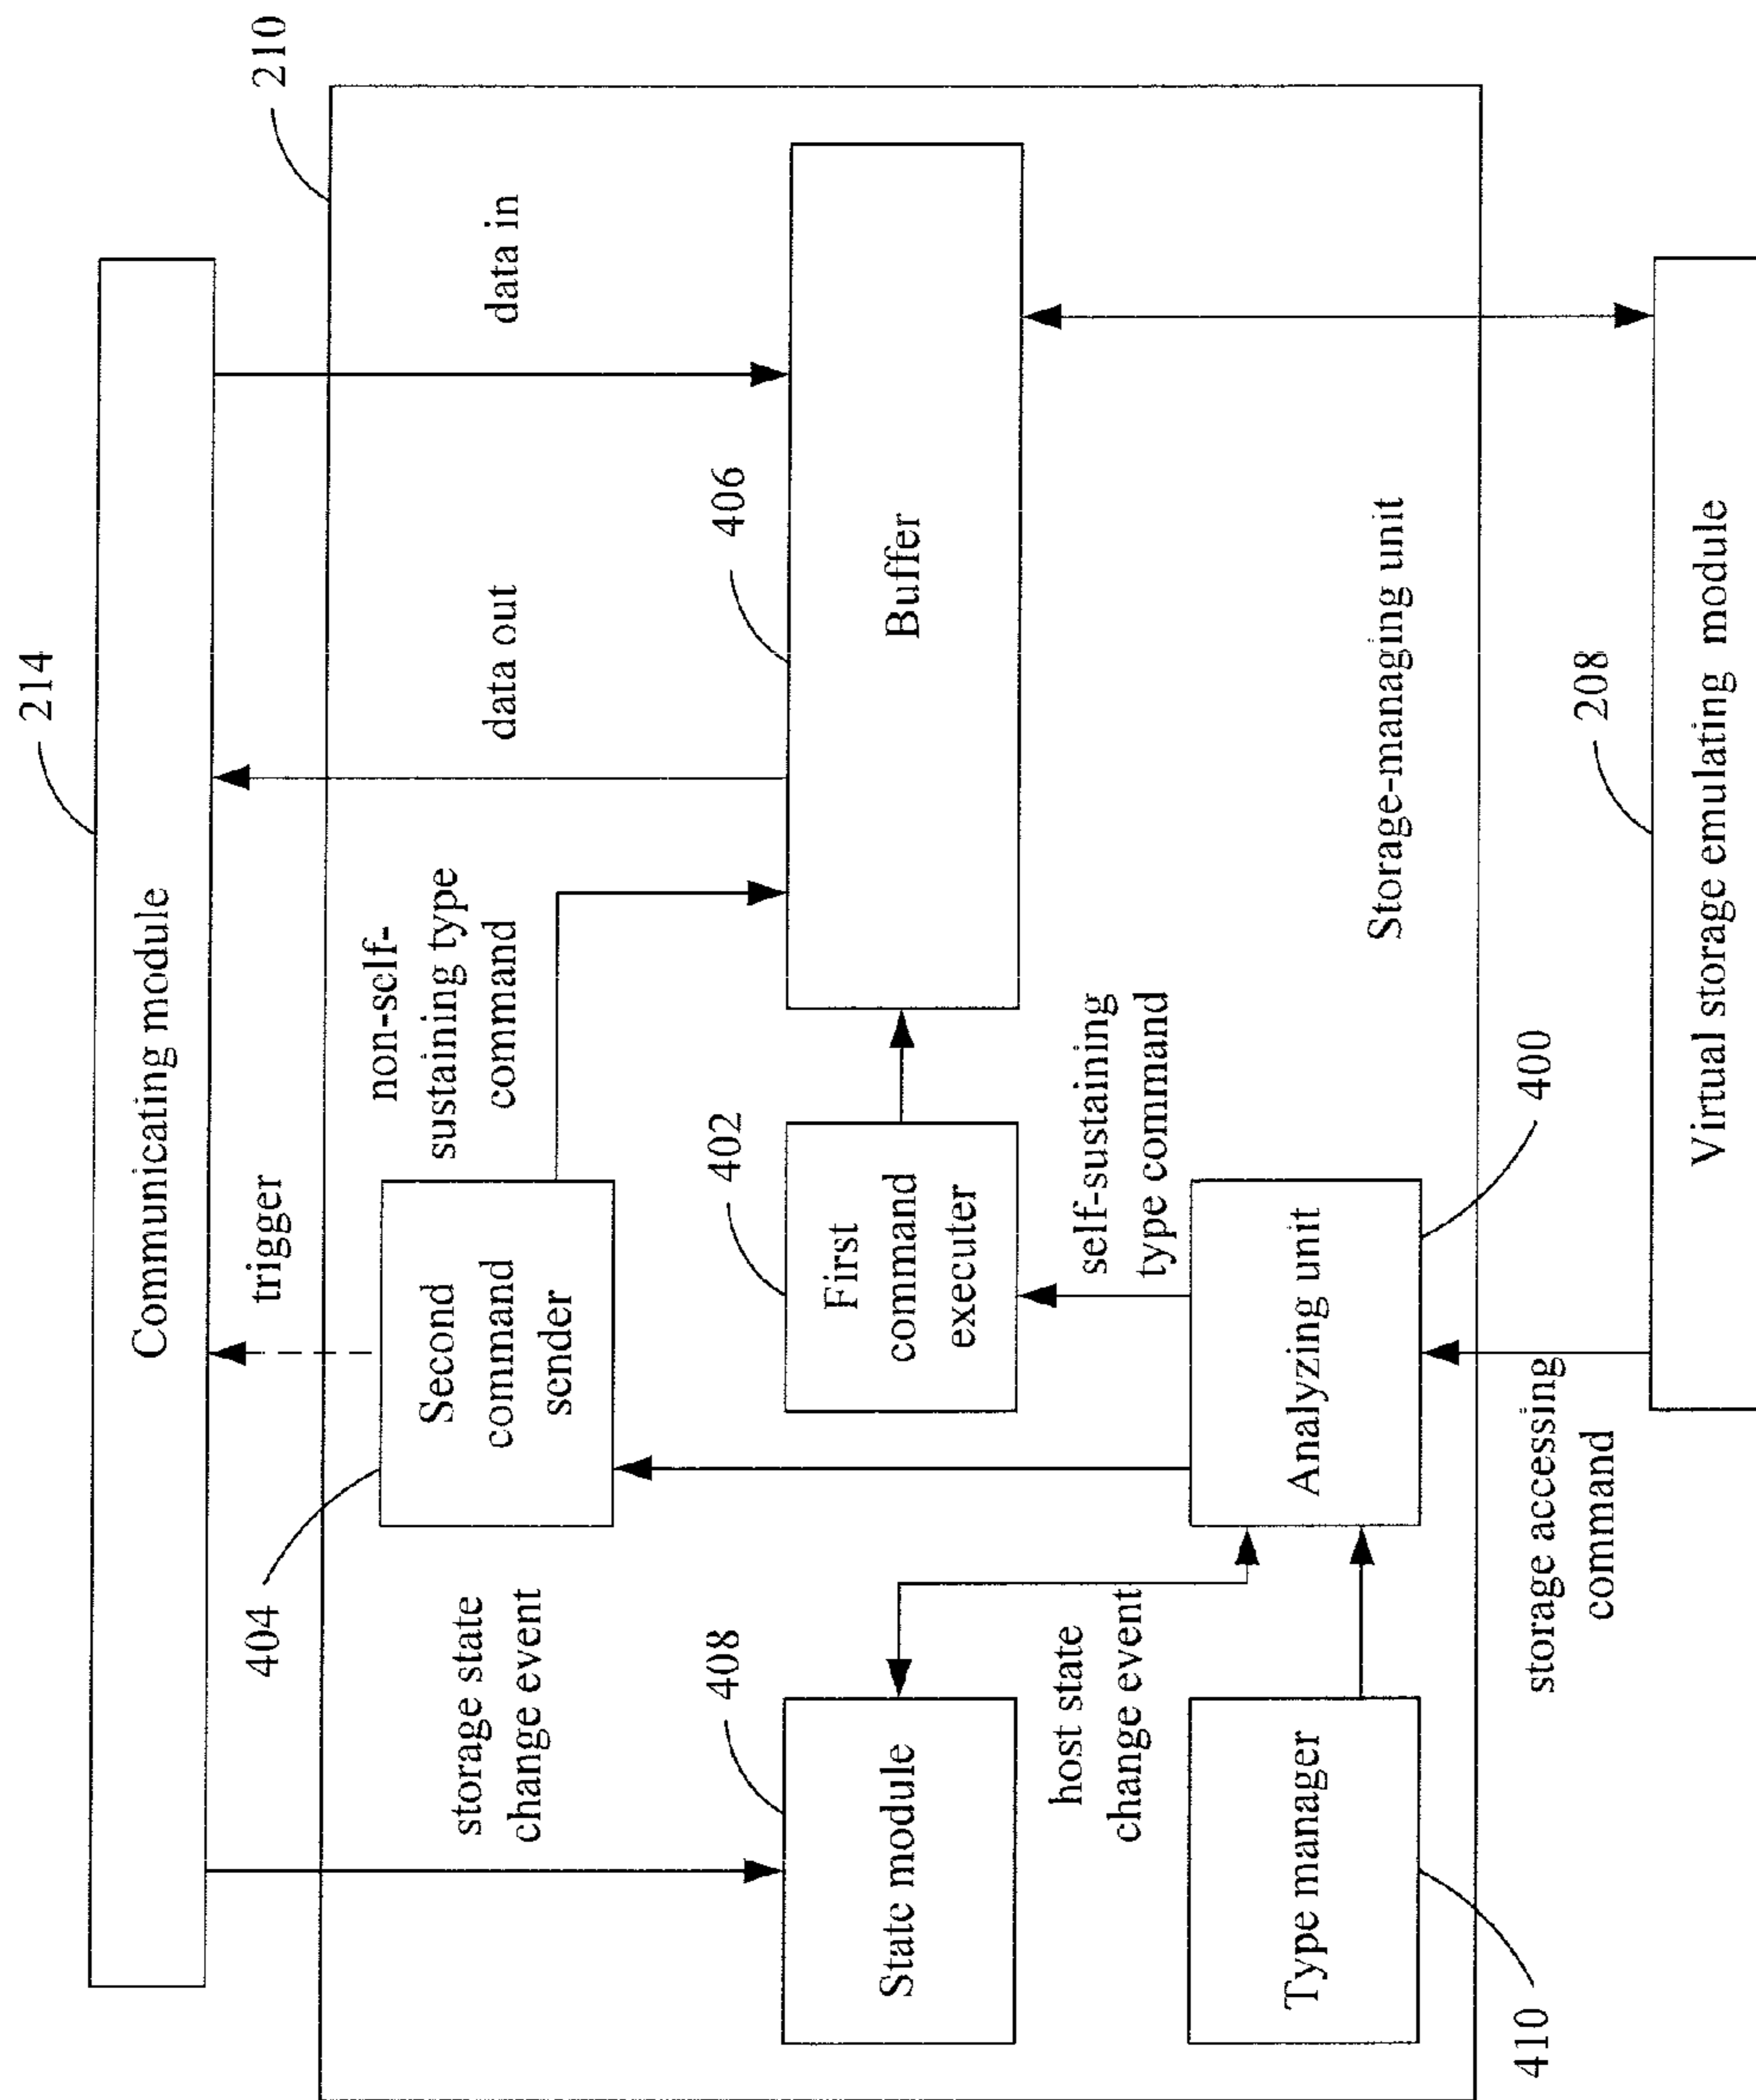 214
Communicating module
210
trigger
storage state
change event
404
Second
command
sender
non-self-
sustaining type
command
data out
data in
408
State module
402
First
command
executer
406
Buffer
host state
change event
self-sustaining
type command
Type manager
410
Analyzing unit
400
Storage-managing unit
storage accessing
command
208
Virtual storage emulating module